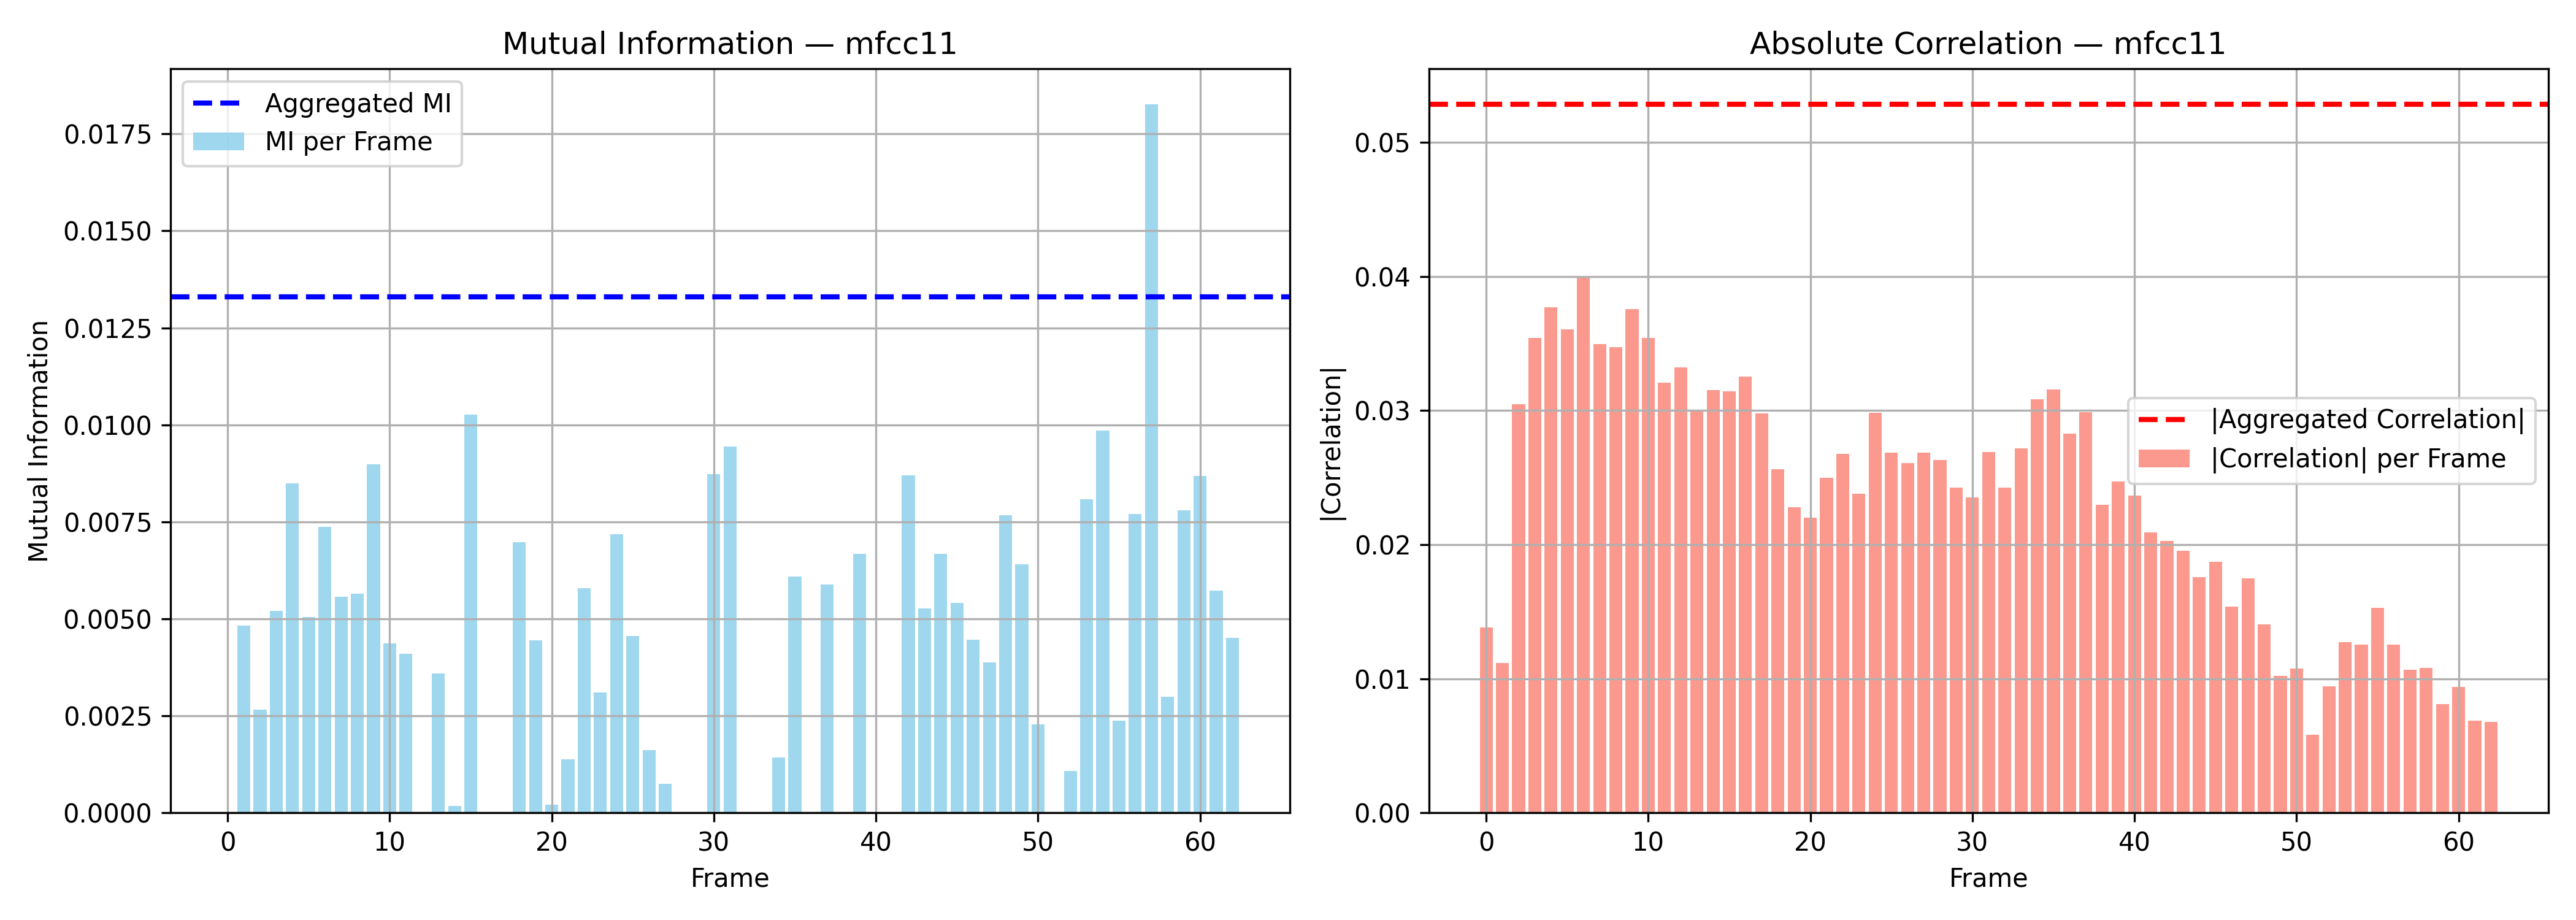 Mutual Information — mfcc11
Aggregated MI
MI per Frame
Mutual Information
0.0175
0.0150
0.0125
0.0100
0.0075
0.0050
0.0025
0.0000
0 10 20 30 40 50 60
Frame
Absolute Correlation — mfcc11
|Aggregated Correlation|
|Correlation| per Frame
|Correlation|
0.05
0.04
0.03
0.02
0.01
0.00
0 10 20 30 40 50 60
Frame